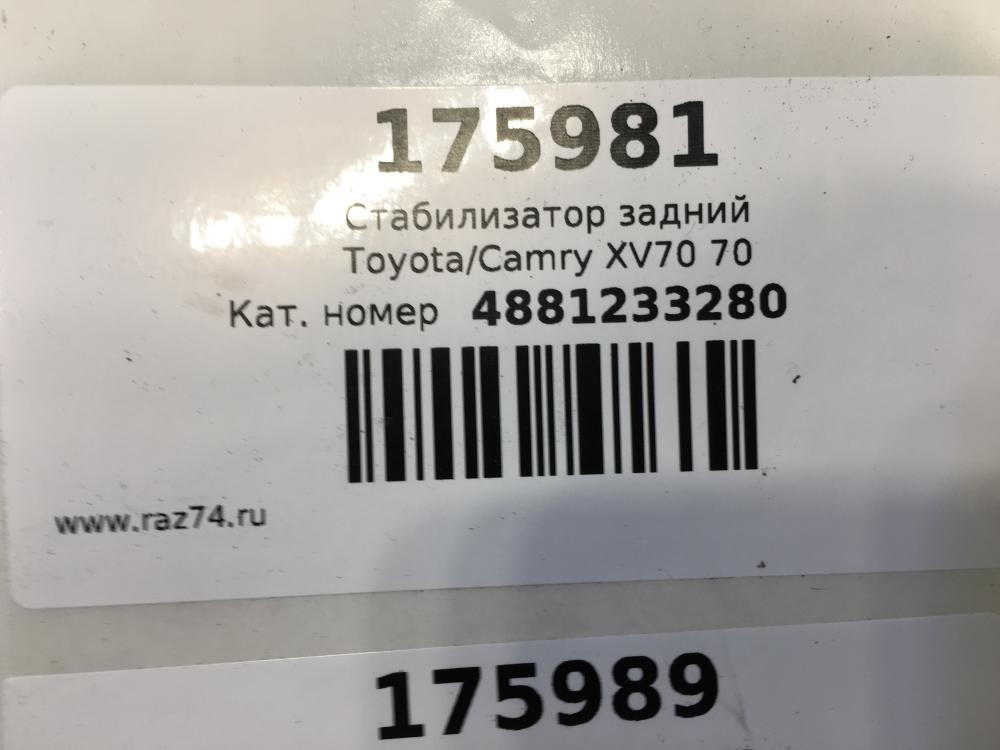 175981
Стабилизатор задний
Toyota/Camry XV70 70
Кат. номер 4881233280
www.raz74.ru
175989